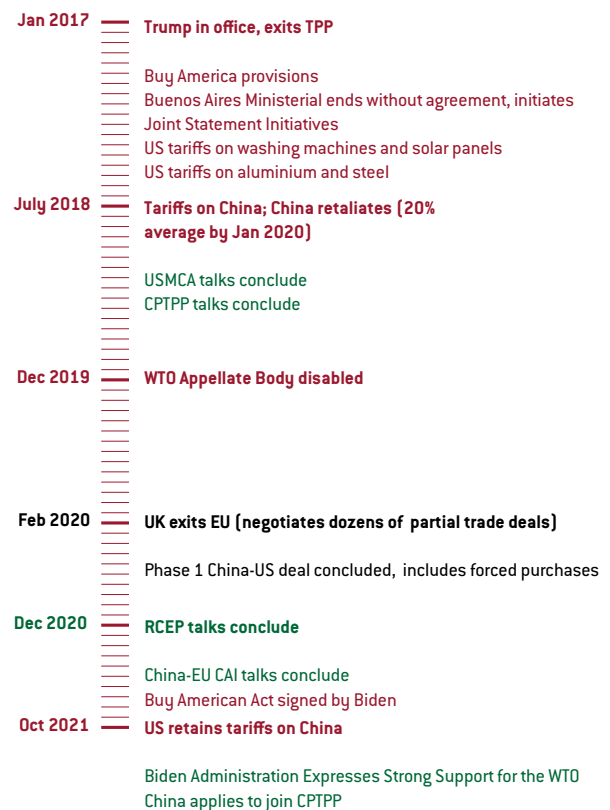 Jan 2017
Trump in office, exits TPP
Buy America provisions
Buenos Aires Ministerial ends without agreement, initiates
Joint Statement Initiatives
US tariffs on washing machines and solar panels
US tariffs on aluminium and steel
July 2018
Tariffs on China; China retaliates (20%
average by Jan 2020)
USMCA talks conclude
CPTPP talks conclude
Dec 2019
WTO Appellate Body disabled
Feb 2020
UK exits EU (negotiates dozens of partial trade deals)
Phase 1 China-US deal concluded, includes forced purchases
Dec 2020
RCEP talks conclude
China-EU CAI talks conclude
Buy American Act signed by Biden
Oct 2021
US retains tariffs on China
Biden Administration Expresses Strong Support for the WTO
China applies to join CPTPP